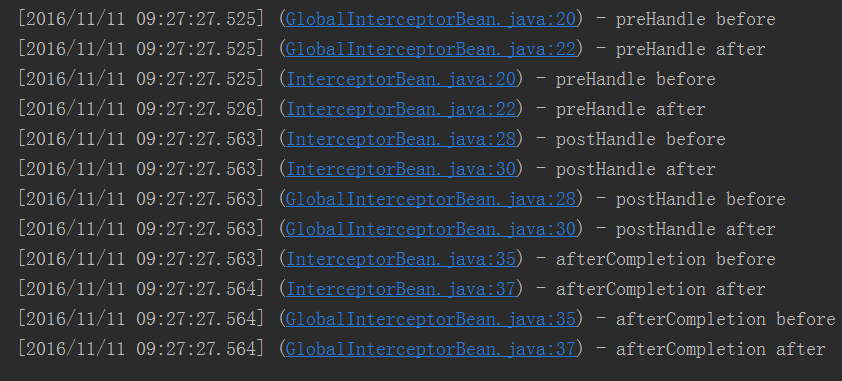 [2016/11/11 09:27:27.525] (GlobalInterceptorBean.java:20) - preHandle before
[2016/11/11 09:27:27.525] (GlobalInterceptorBean.java:22) - preHandle after
[2016/11/11 09:27:27.525] (InterceptorBean.java:20) - preHandle before
[2016/11/11 09:27:27.526] (InterceptorBean.java:22) - preHandle after
[2016/11/11 09:27:27.563] (InterceptorBean.java:28) - postHandle before
[2016/11/11 09:27:27.563] (InterceptorBean.java:30) - postHandle after
[2016/11/11 09:27:27.563] (GlobalInterceptorBean.java:28) - postHandle before
[2016/11/11 09:27:27.563] (GlobalInterceptorBean.java:30) - postHandle after
[2016/11/11 09:27:27.563] (InterceptorBean.java:35) - afterCompletion before
[2016/11/11 09:27:27.564] (InterceptorBean.java:37) - afterCompletion after
[2016/11/11 09:27:27.564] (GlobalInterceptorBean.java:35) - afterCompletion before
[2016/11/11 09:27:27.564] (GlobalInterceptorBean.java:37) - afterCompletion after